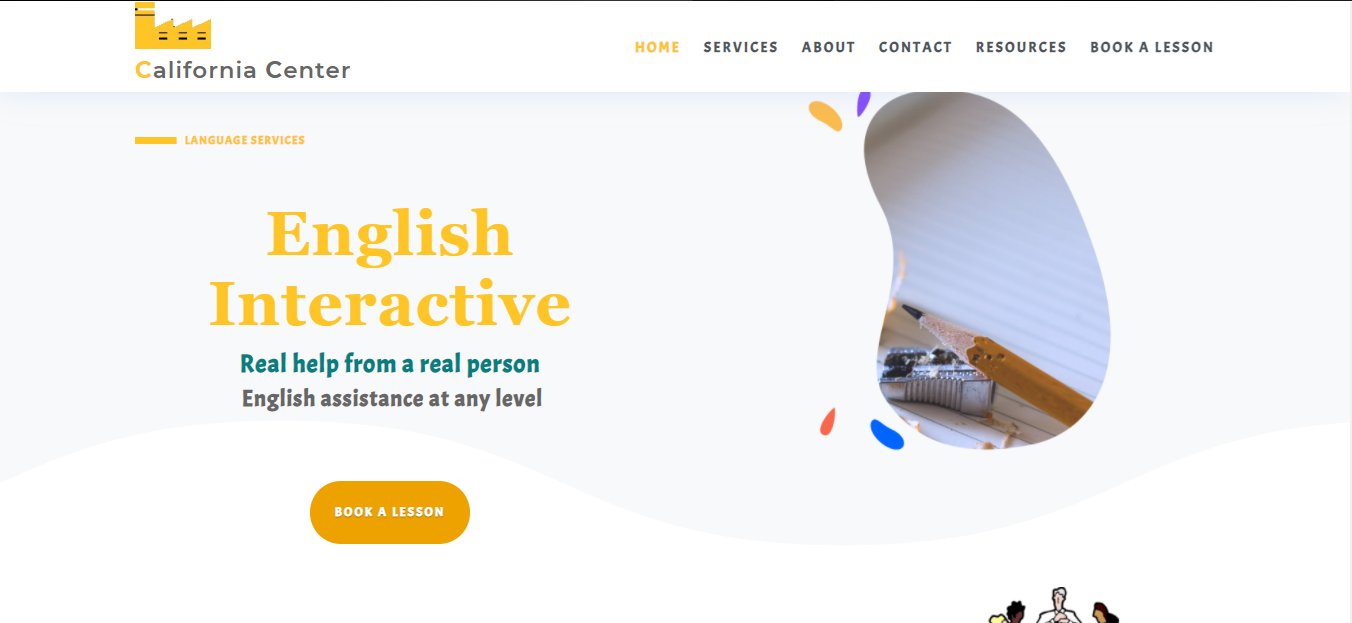 California Center
HOME SERVICES ABOUT CONTACT RESOURCES BOOK A LESSON
LANGUAGE SERVICES
English
Interactive
Real help from a real person
English assistance at any level
BOOK A LESSON